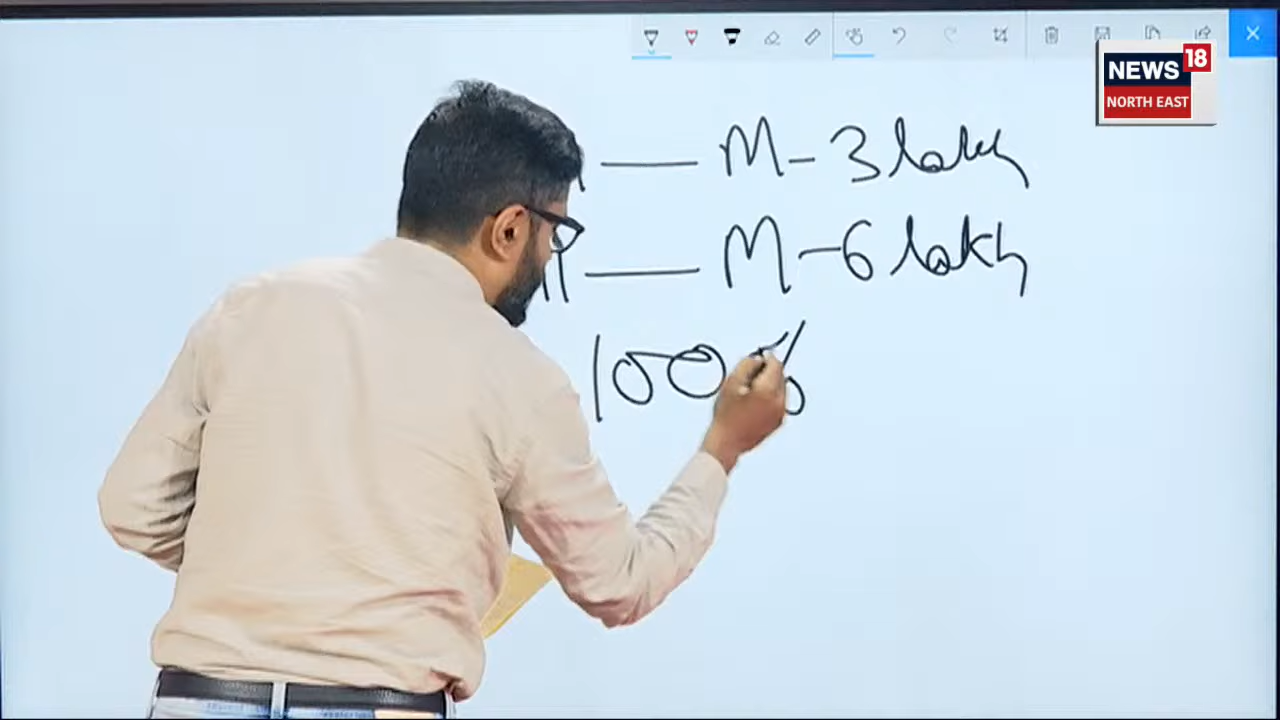 NEWS 18
NORTH EAST
— M - 3 lakh
— M - 6 lakh
100%